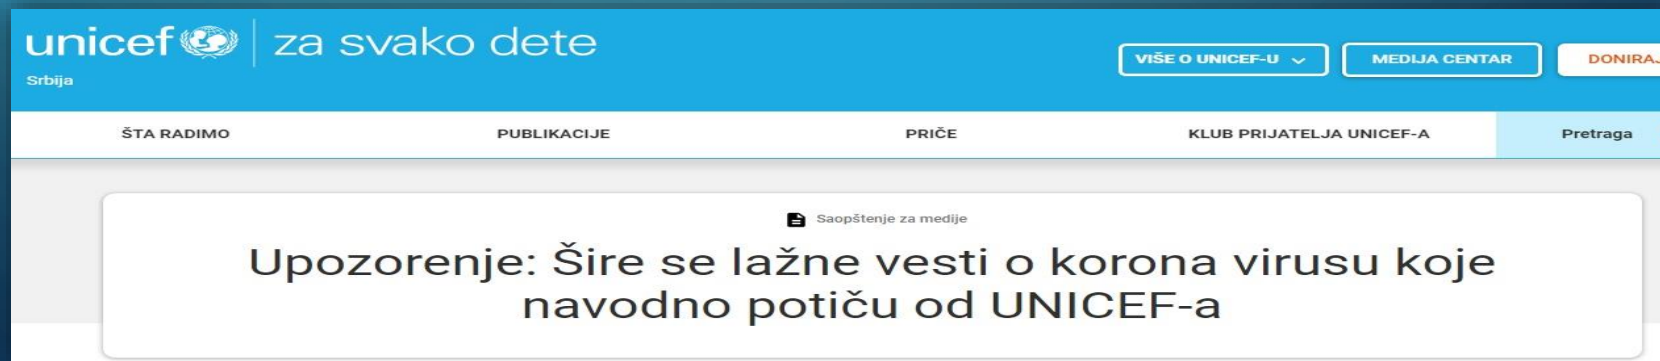 unicef za svako dete
Srbija
VIŠE O UNICEF-U
MEDIJA CENTAR
DONIRAJ
ŠTA RADIMO
PUBLIKACIJE
PRIČE
KLUB PRIJATELJA UNICEF-A
Pretraga
Saopštenje za medije
Upozorenje: Šire se lažne vesti o korona virusu koje
navodno potiču od UNICEF-a